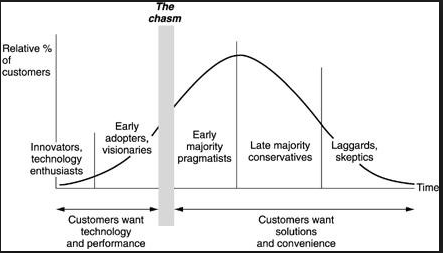 The
chasm
Relative %
of
customers
Innovators,
technology
enthusiasts
Early
adopters,
visionaries
Early
majority
pragmatists
Late majority
conservatives
Laggards,
skeptics
Time
Customers want
technology
and performance
Customers want
solutions
and convenience